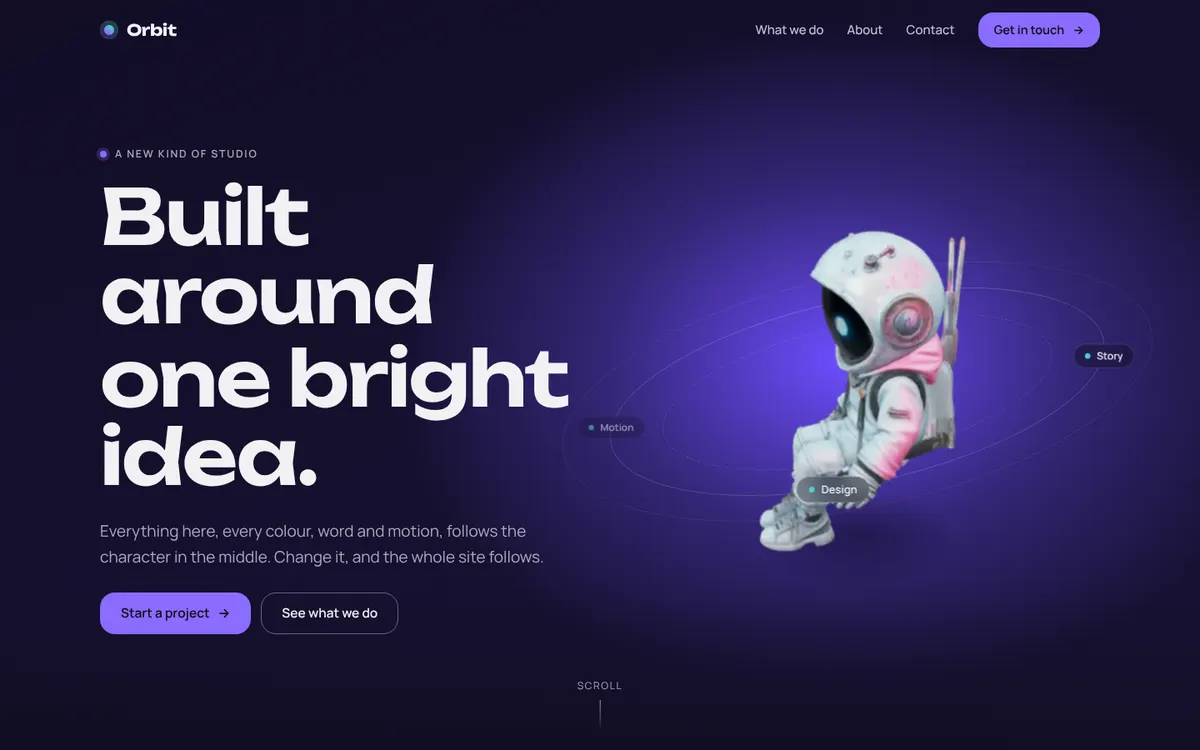 Orbit
What we do
About
Contact
Get in touch →
A NEW KIND OF STUDIO
Built
around
one bright
idea.
Everything here, every colour, word and motion, follows the
character in the middle. Change it, and the whole site follows.
Start a project →
See what we do
Story
Motion
Design
SCROLL